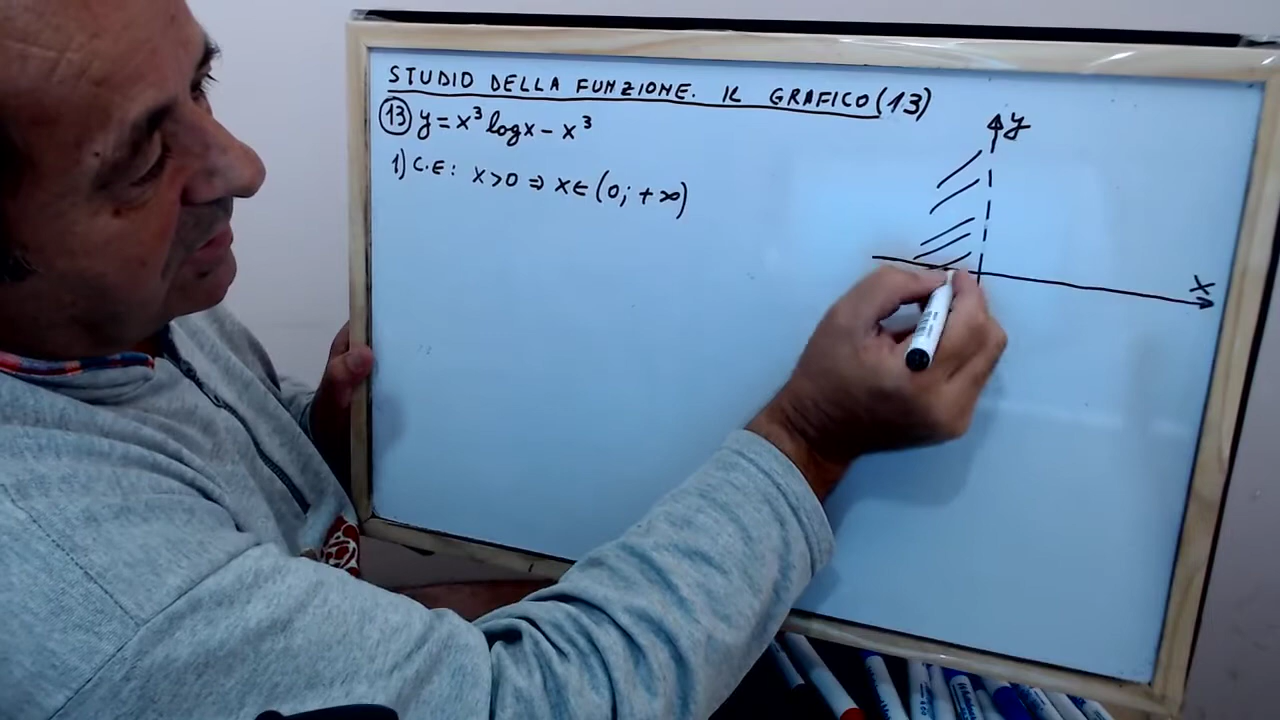 STUDIO DELLA FUNZIONE. IL GRAFICO (13)
13 y = x³ log x - x³
1) C.E: x > 0 ⇒ x ∈ (0; +∞)
y
x